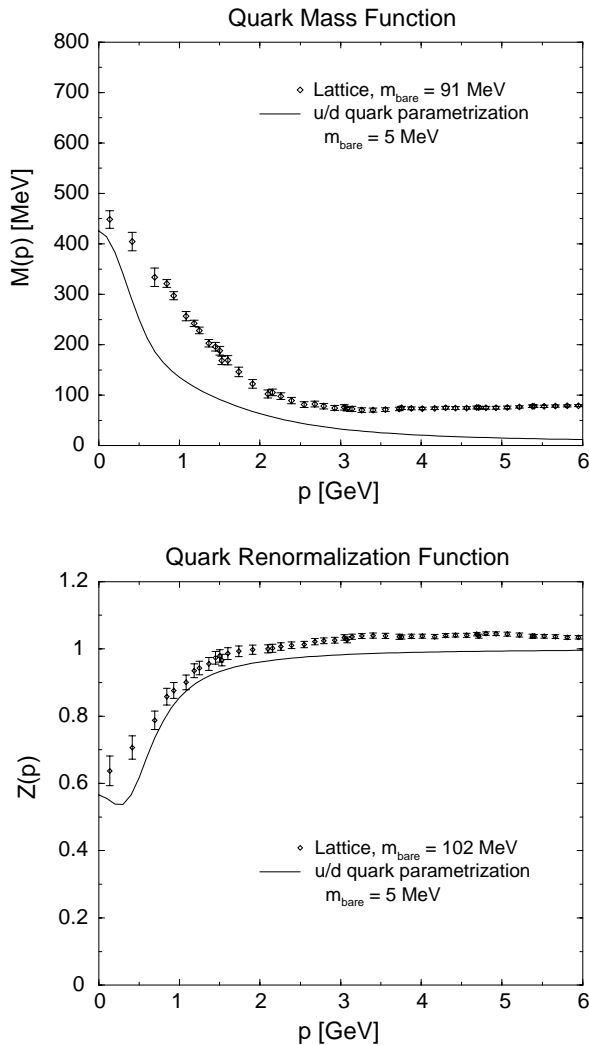 Quark Mass Function
800
700
600
500
400
300
200
100
0
M(p) [MeV]
Lattice, m_bare = 91 MeV
u/d quark parametrization
m_bare = 5 MeV
0 1 2 3 4 5 6
p [GeV]
Quark Renormalization Function
1.2
1
0.8
0.6
0.4
0.2
0
Z(p)
Lattice, m_bare = 102 MeV
u/d quark parametrization
m_bare = 5 MeV
0 1 2 3 4 5 6
p [GeV]